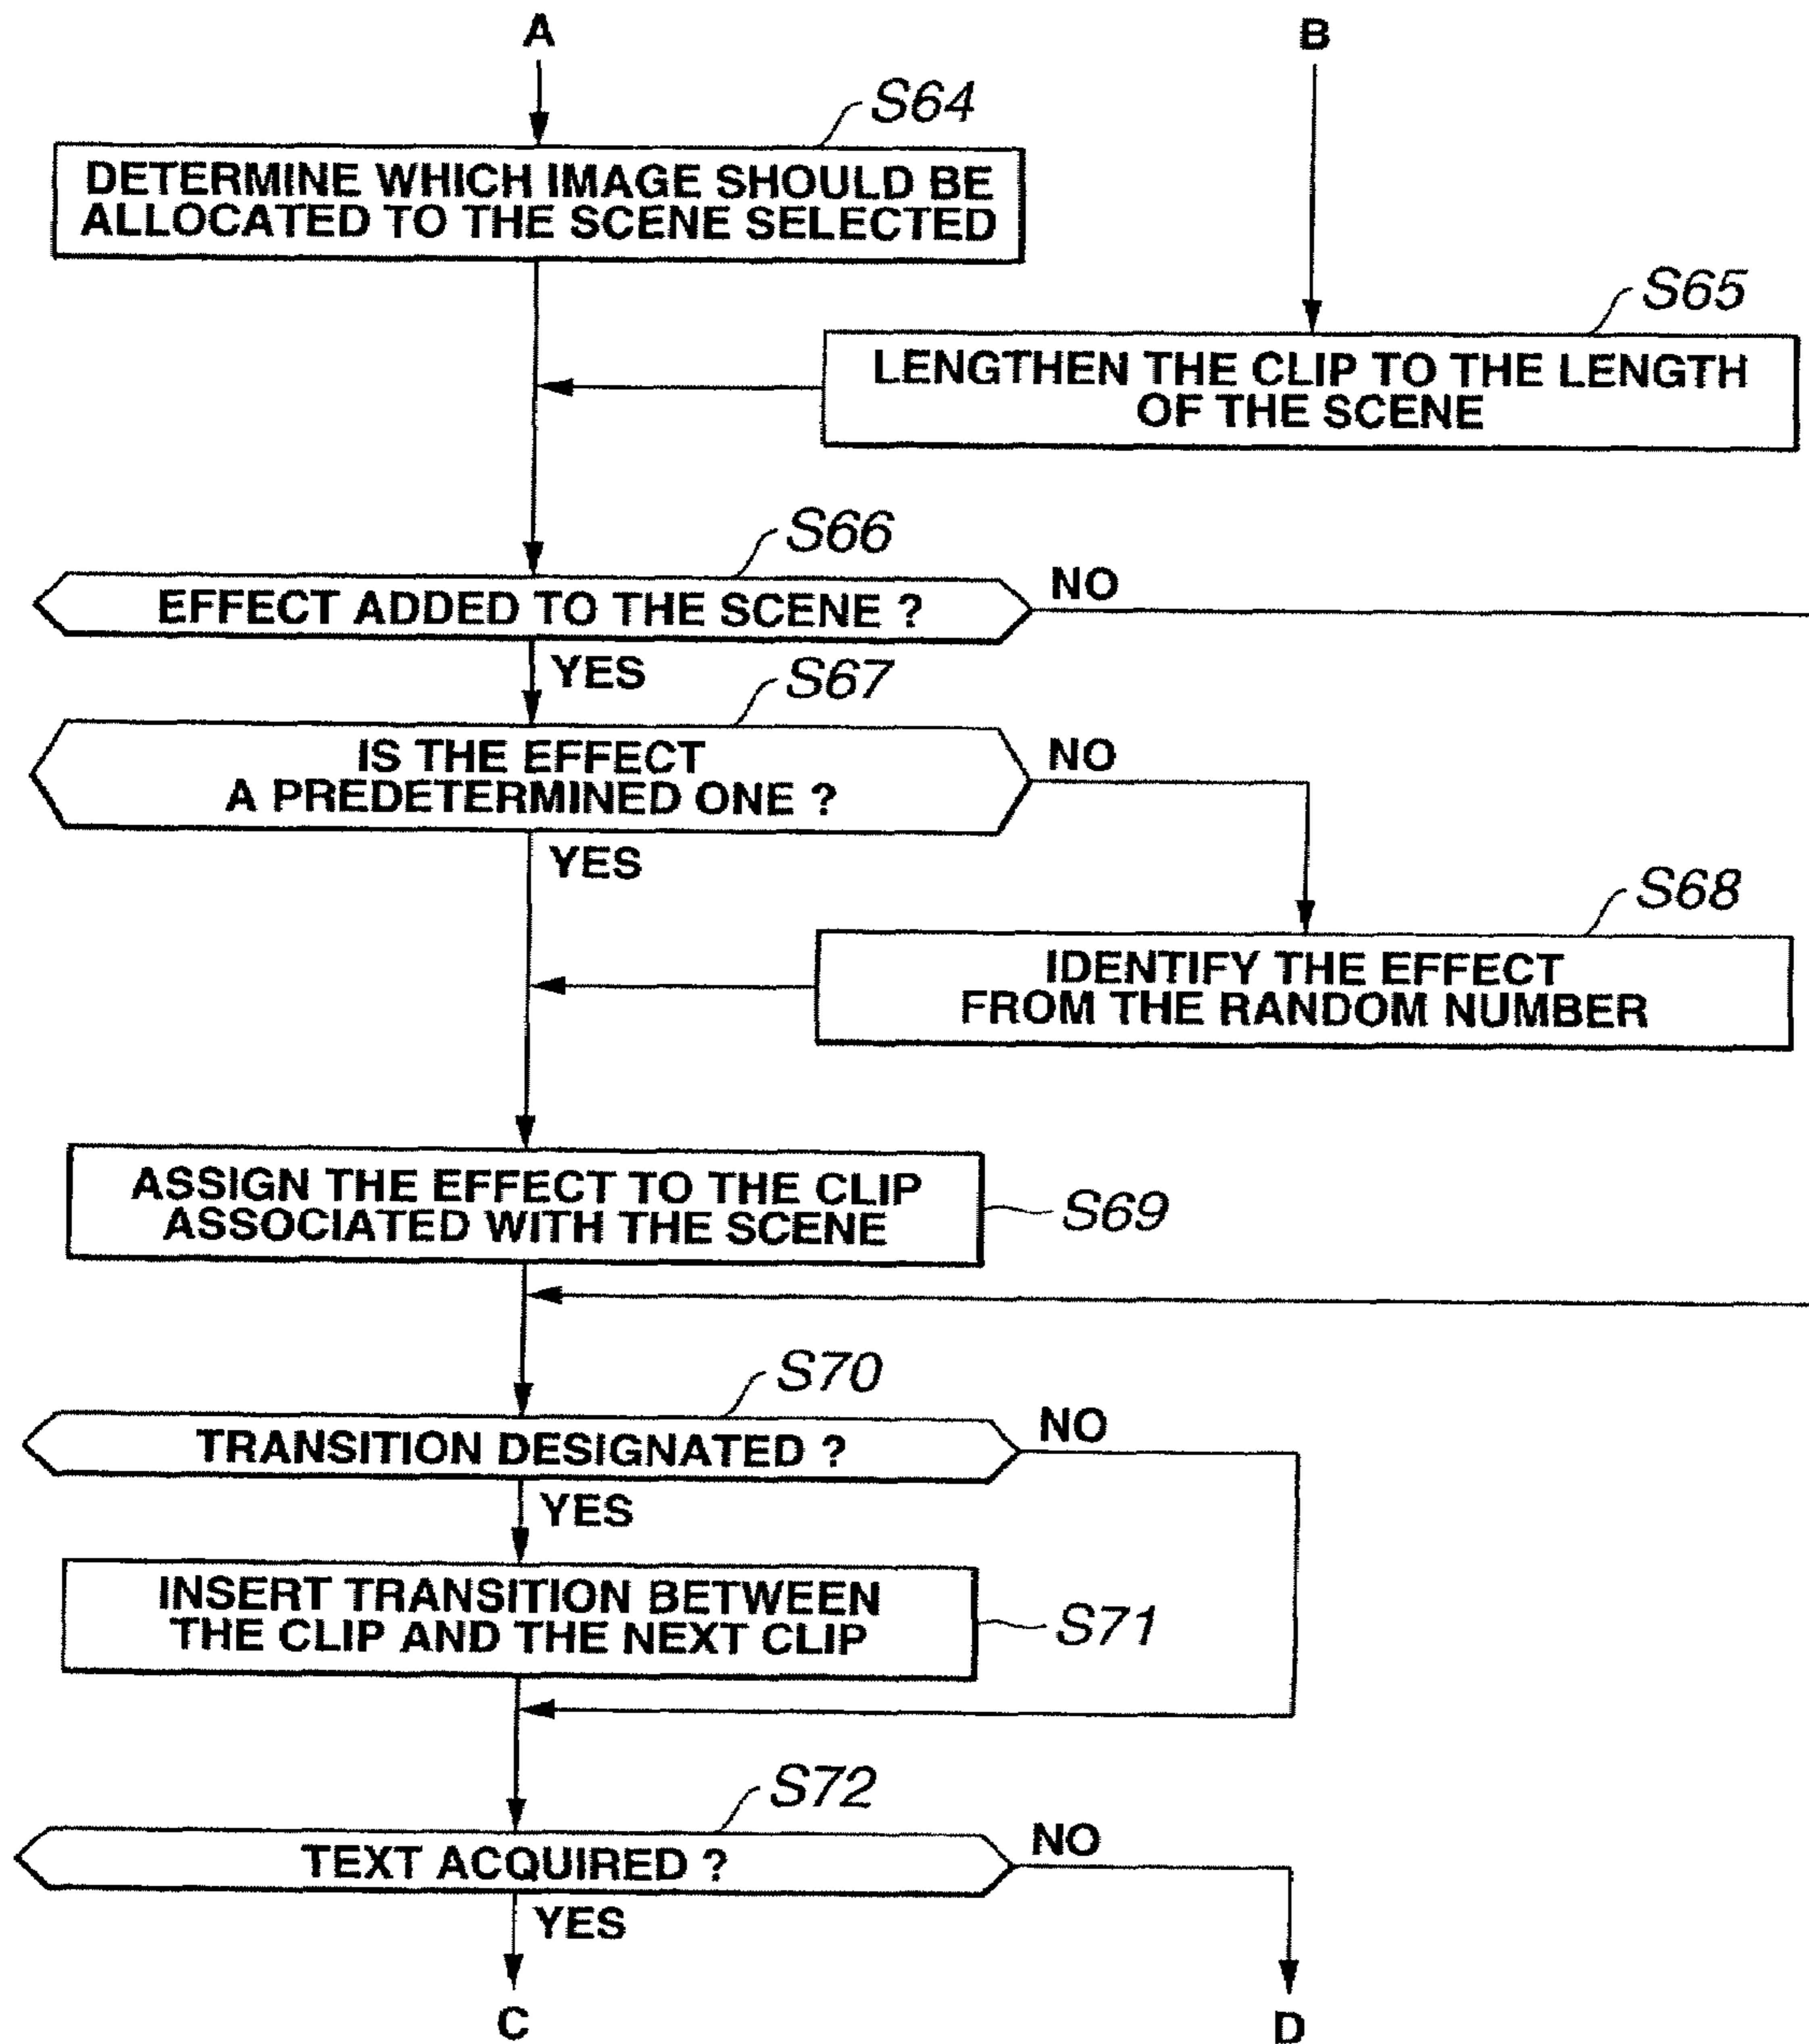 A
B
S64
DETERMINE WHICH IMAGE SHOULD BE
ALLOCATED TO THE SCENE SELECTED
S65
LENGTHEN THE CLIP TO THE LENGTH
OF THE SCENE
S66
EFFECT ADDED TO THE SCENE ?
NO
YES
S67
IS THE EFFECT
A PREDETERMINED ONE ?
NO
YES
S68
IDENTIFY THE EFFECT
FROM THE RANDOM NUMBER
ASSIGN THE EFFECT TO THE CLIP
ASSOCIATED WITH THE SCENE
S69
S70
TRANSITION DESIGNATED ?
NO
YES
INSERT TRANSITION BETWEEN
THE CLIP AND THE NEXT CLIP
S71
S72
TEXT ACQUIRED ?
NO
YES
C
D